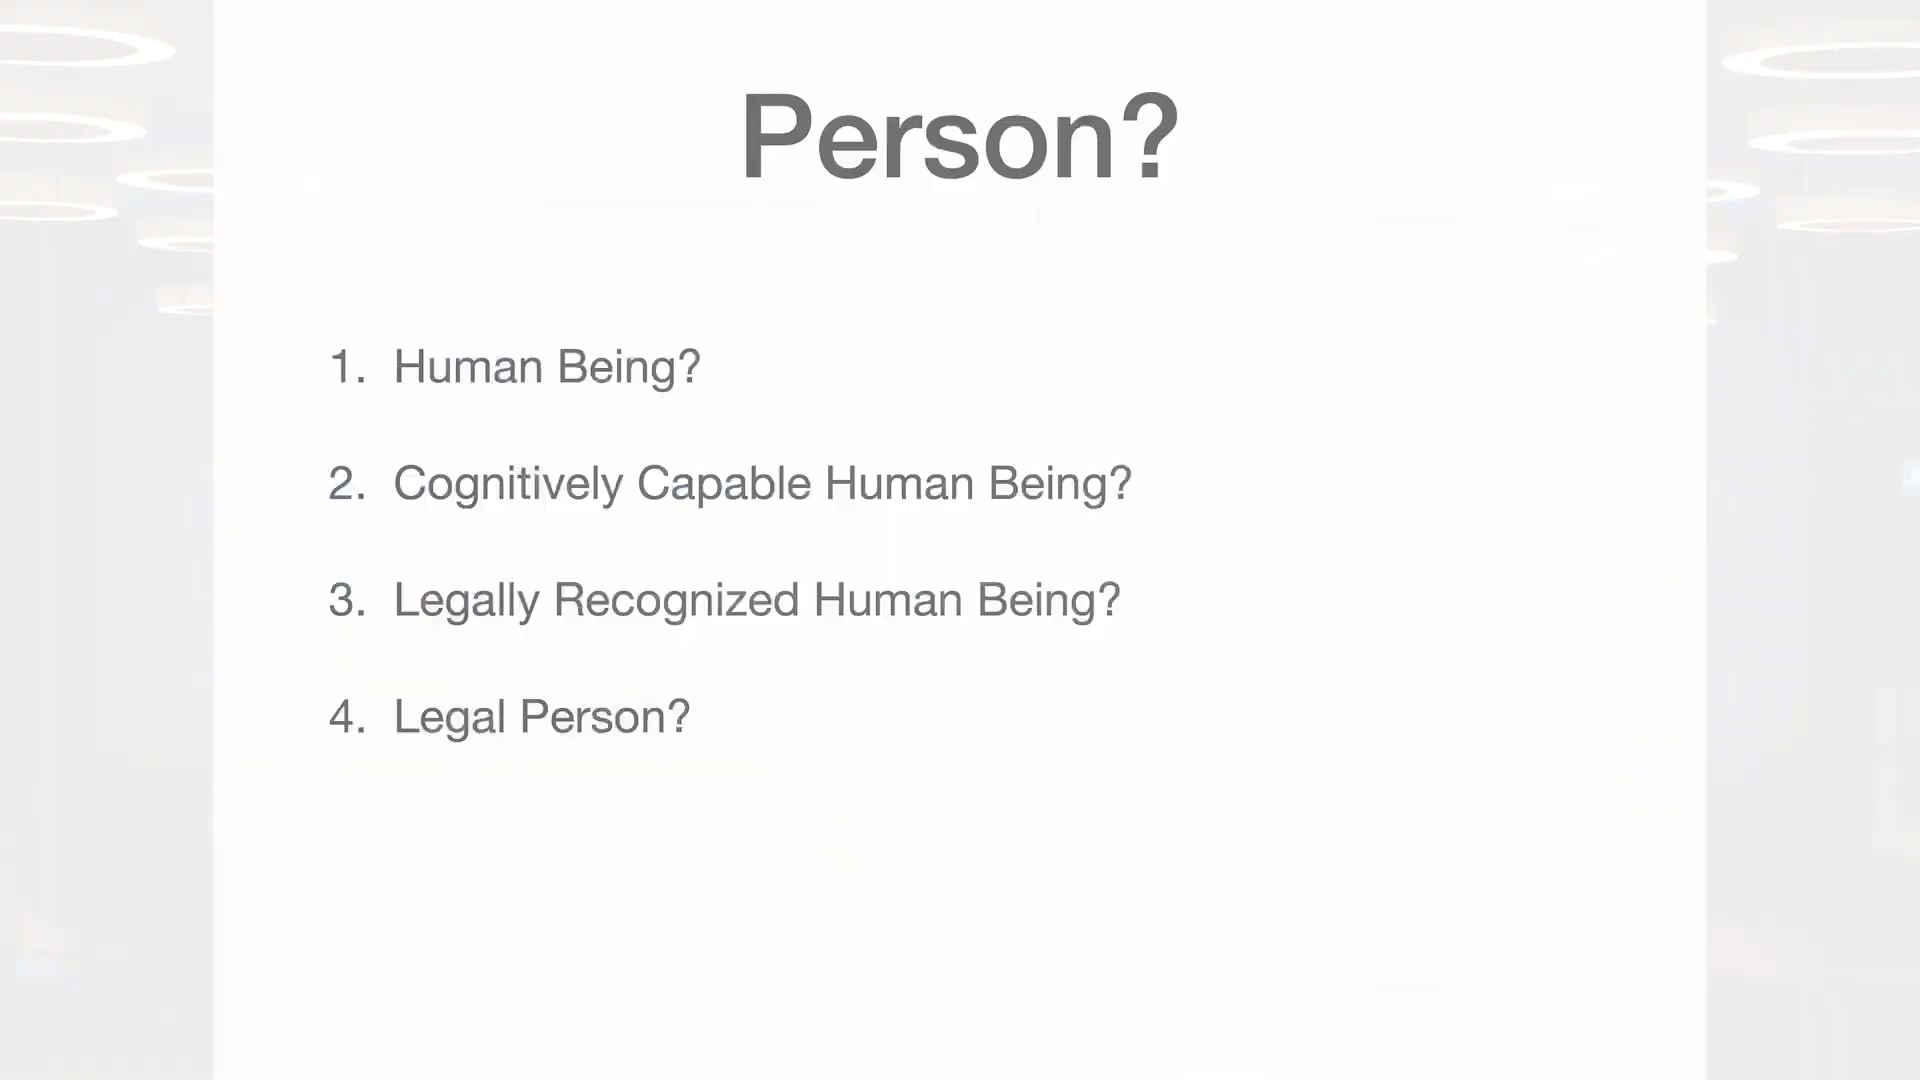 Person?
1. Human Being?
2. Cognitively Capable Human Being?
3. Legally Recognized Human Being?
4. Legal Person?